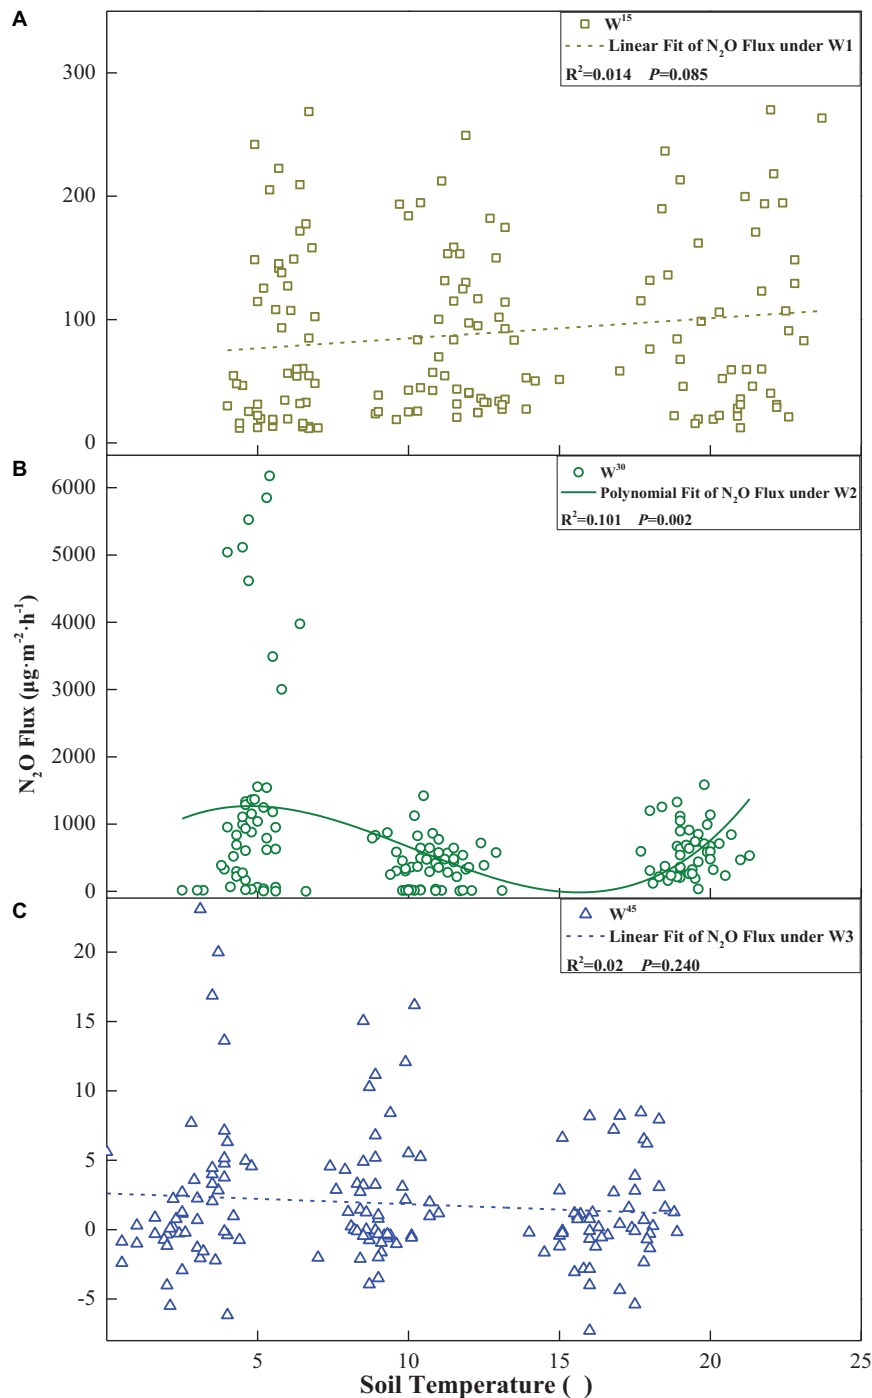 A
W¹⁵
Linear Fit of N₂O Flux under W1
R²=0.014 P=0.085
300
200
100
0
B
W³⁰
Polynomial Fit of N₂O Flux under W2
R²=0.101 P=0.002
6000
5000
4000
3000
2000
1000
0
N₂O Flux (µg·m⁻²·h⁻¹)
C
W⁴⁵
Linear Fit of N₂O Flux under W3
R²=0.02 P=0.240
20
15
10
5
0
-5
5 10 15 20 25
Soil Temperature ( )